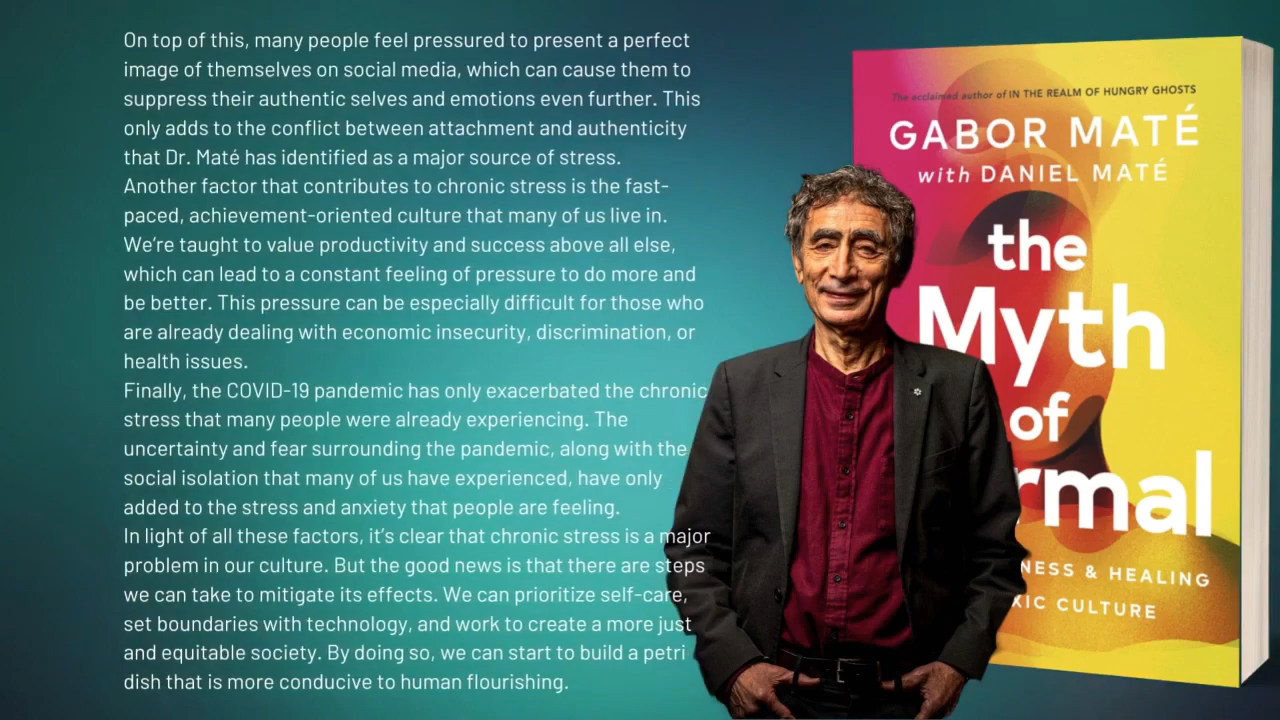 On top of this, many people feel pressured to present a perfect
image of themselves on social media, which can cause them to
suppress their authentic selves and emotions even further. This
only adds to the conflict between attachment and authenticity
that Dr. Maté has identified as a major source of stress.
Another factor that contributes to chronic stress is the fast-
paced, achievement-oriented culture that many of us live in.
We're taught to value productivity and success above all else,
which can lead to a constant feeling of pressure to do more and
be better. This pressure can be especially difficult for those who
are already dealing with economic insecurity, discrimination, or
health issues.
Finally, the COVID-19 pandemic has only exacerbated the chronic
stress that many people were already experiencing. The
uncertainty and fear surrounding the pandemic, along with the
social isolation that many of us have experienced, have only
added to the stress and anxiety that people are feeling.
In light of all these factors, it's clear that chronic stress is a major
problem in our culture. But the good news is that there are steps
we can take to mitigate its effects. We can prioritize self-care,
set boundaries with technology, and work to create a more just
and equitable society. By doing so, we can start to build a petri
dish that is more conducive to human flourishing.
The acclaimed author of IN THE REALM OF HUNGRY GHOSTS
GABOR MATÉ
with DANIEL MATÉ
the
Myth
of
rmal
NESS & HEALING
XIC CULTURE